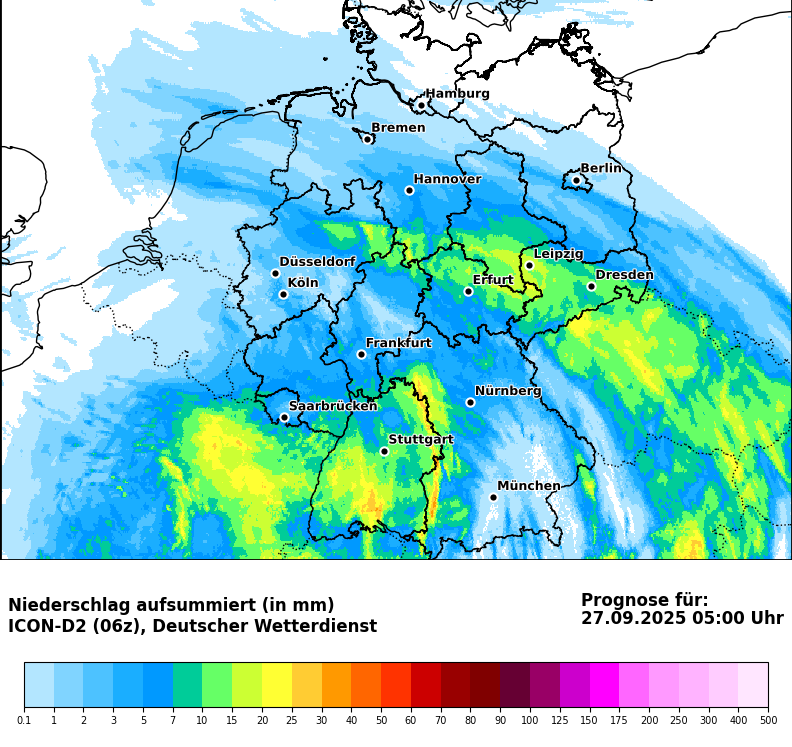 Hamburg
Bremen
Berlin
Hannover
Leipzig
Düsseldorf
Dresden
Köln
Erfurt
Frankfurt
Nürnberg
Saarbrücken
Stuttgart
München
Niederschlag aufsummiert (in mm)
ICON-D2 (06z), Deutscher Wetterdienst
Prognose für:
27.09.2025 05:00 Uhr
0.1 1 2 3 5 7 10 15 20 25 30 40 50 60 70 80 90 100 125 150 175 200 250 300 400 500